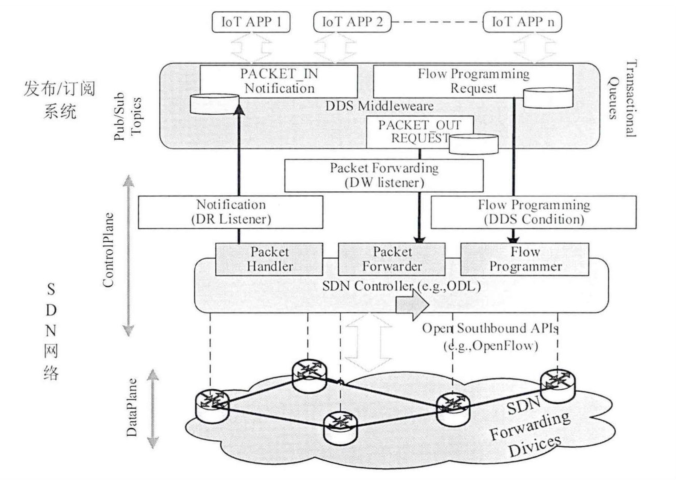 IoT APP 1
IoT APP 2
IoT APP n
发布/订阅
系统
Pub/Sub
Topics
PACKET_IN
Notification
Flow Programming
Request
DDS Middleware
PACKET_OUT
REQUEST
Transactional
Queues
Packet Forwarding
(DW listener)
Notification
(DR Listener)
Flow Programming
(DDS Condition)
ControlPlane
Packet
Handler
Packet
Forwarder
Flow
Programmer
SDN Controller (e.g.,ODL)
S
D
N
网
络
Open Southbound APIs
(e.g.,OpenFlow)
DataPlane
SDN
Forwarding
Divices